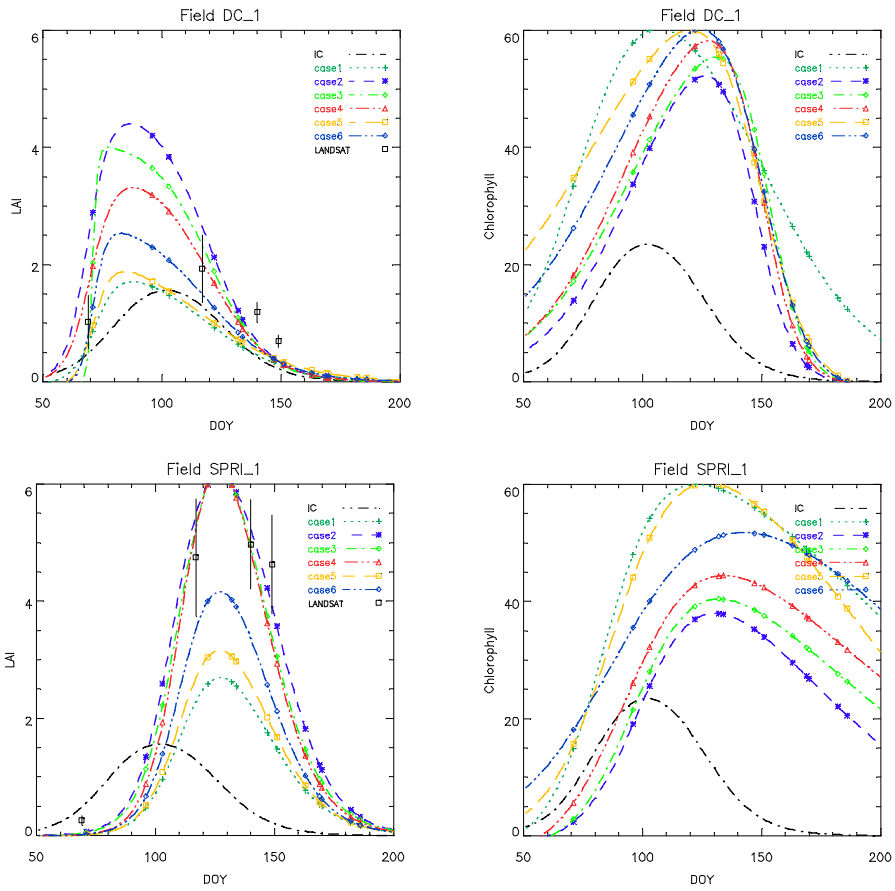 Field DC_1
6
4
2
0
LAI
50
100
150
200
DOY
IC
case1
case2
case3
case4
case5
case6
LANDSAT
Field DC_1
60
40
20
0
Chlorophyll
50
100
150
200
DOY
IC
case1
case2
case3
case4
case5
case6
Field SPRI_1
6
4
2
0
LAI
50
100
150
200
DOY
IC
case1
case2
case3
case4
case5
case6
LANDSAT
Field SPRI_1
60
40
20
0
Chlorophyll
50
100
150
200
DOY
IC
case1
case2
case3
case4
case5
case6